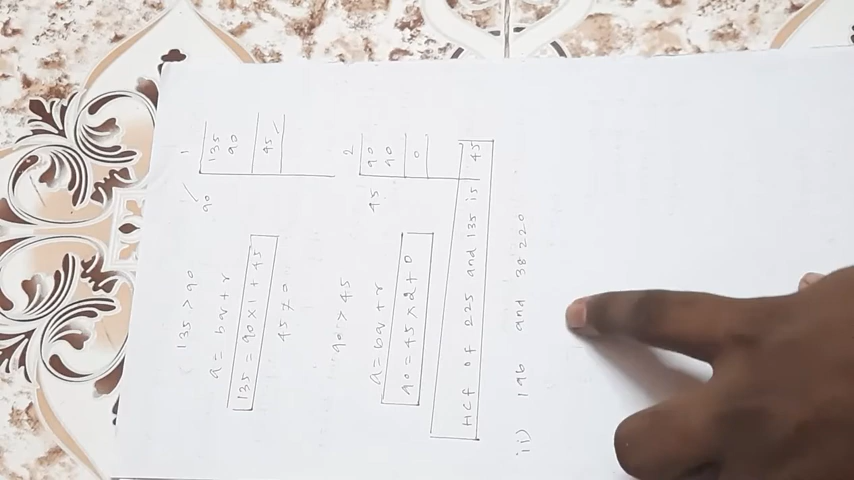 135 > 90
a = bq + r
135 = 90 × 1 + 45
45 ≠ 0
1
90
135
90
45
90 > 45
a = bq + r
90 = 45 × 2 + 0
2
45
90
90
0
HCF of 225 and 135 is 45
ii) 196 and 38220